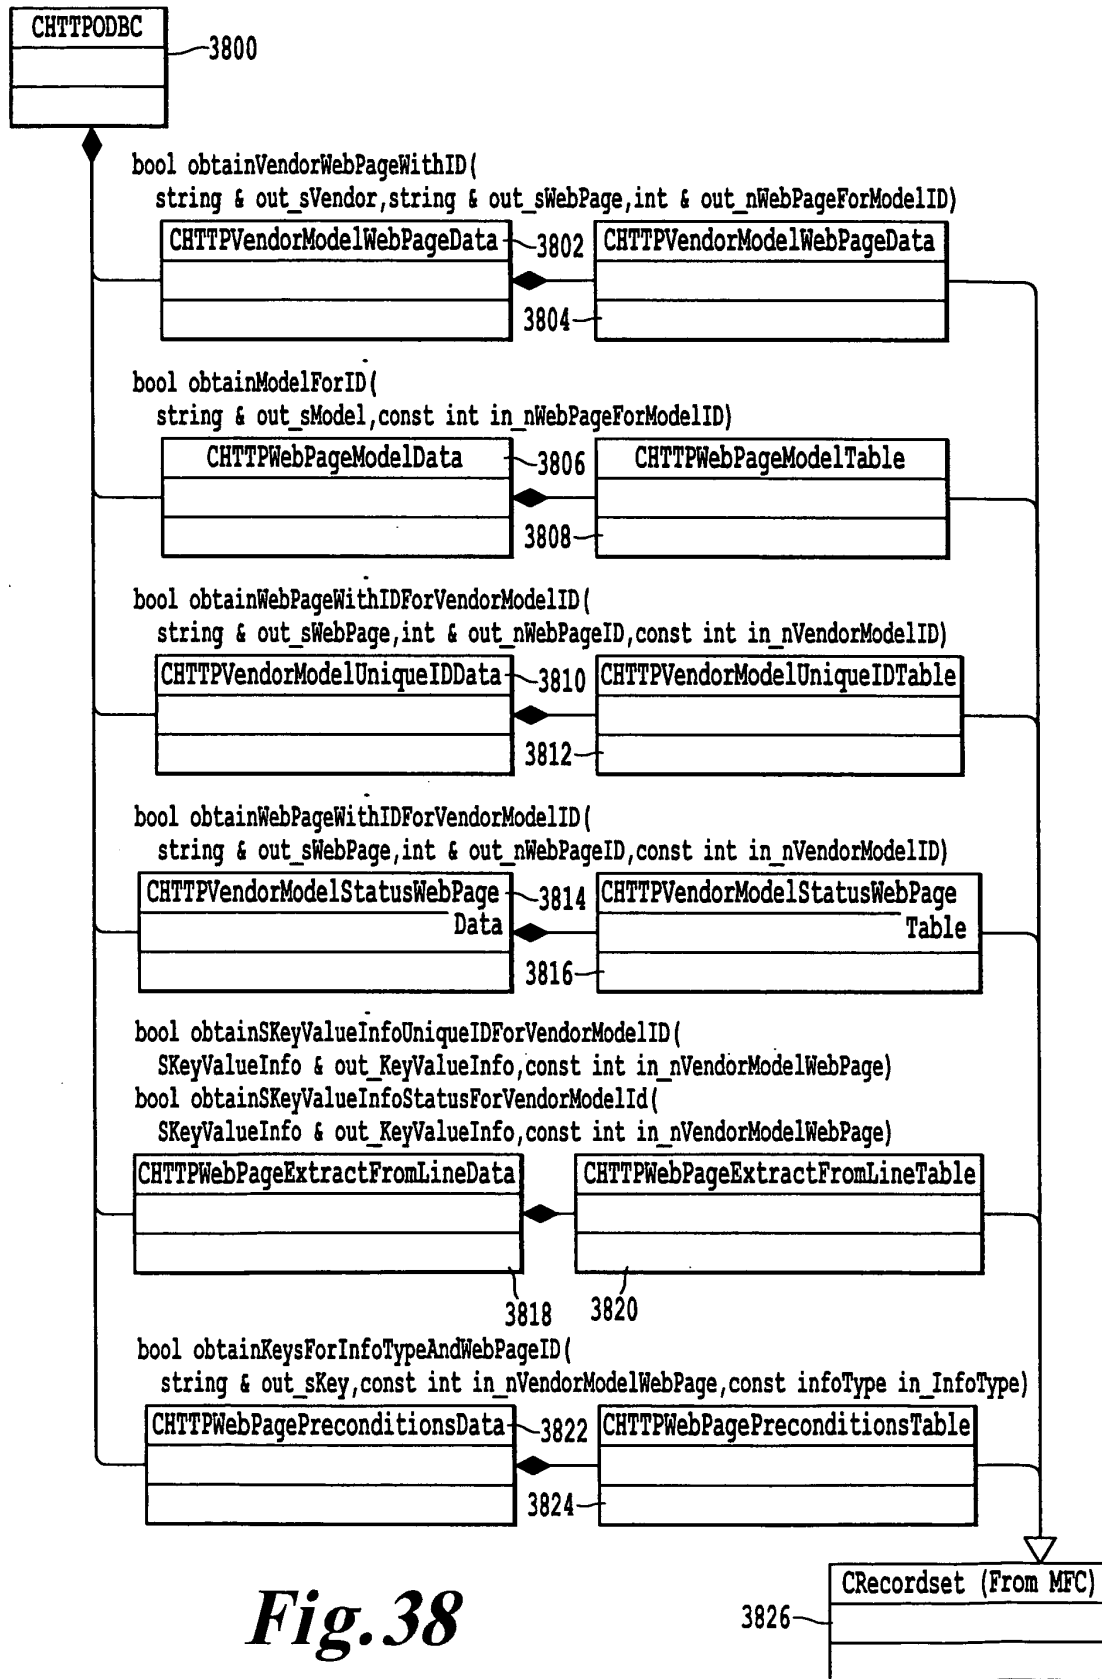 CHTTPODBC
3800
bool obtainVendorWebPageWithID(
string & out_sVendor,string & out_sWebPage,int & out_nWebPageForModelID)
CHTTPVendorModelWebPageData
3802
CHTTPVendorModelWebPageData
3804
bool obtainModelForID(
string & out_sModel,const int in_nWebPageForModelID)
CHTTPWebPageModelData
3806
CHTTPWebPageModelTable
3808
bool obtainWebPageWithIDForVendorModelID(
string & out_sWebPage,int & out_nWebPageID,const int in_nVendorModelID)
CHTTPVendorModelUniqueIDData
3810
CHTTPVendorModelUniqueIDTable
3812
bool obtainWebPageWithIDForVendorModelID(
string & out_sWebPage,int & out_nWebPageID,const int in_nVendorModelID)
CHTTPVendorModelStatusWebPage
Data
3814
CHTTPVendorModelStatusWebPage
Table
3816
bool obtainSKeyValueInfoUniqueIDForVendorModelID(
SKeyValueInfo & out_KeyValueInfo,const int in_nVendorModelWebPage)
bool obtainSKeyValueInfoStatusForVendorModelId(
SKeyValueInfo & out_KeyValueInfo,const int in_nVendorModelWebPage)
CHTTPWebPageExtractFromLineData
CHTTPWebPageExtractFromLineTable
3818
3820
bool obtainKeysForInfoTypeAndWebPageID(
string & out_sKey,const int in_nVendorModelWebPage,const infoType in_InfoType)
CHTTPWebPagePreconditionsData
3822
CHTTPWebPagePreconditionsTable
3824
CRecordset (From MFC)
3826
Fig.38